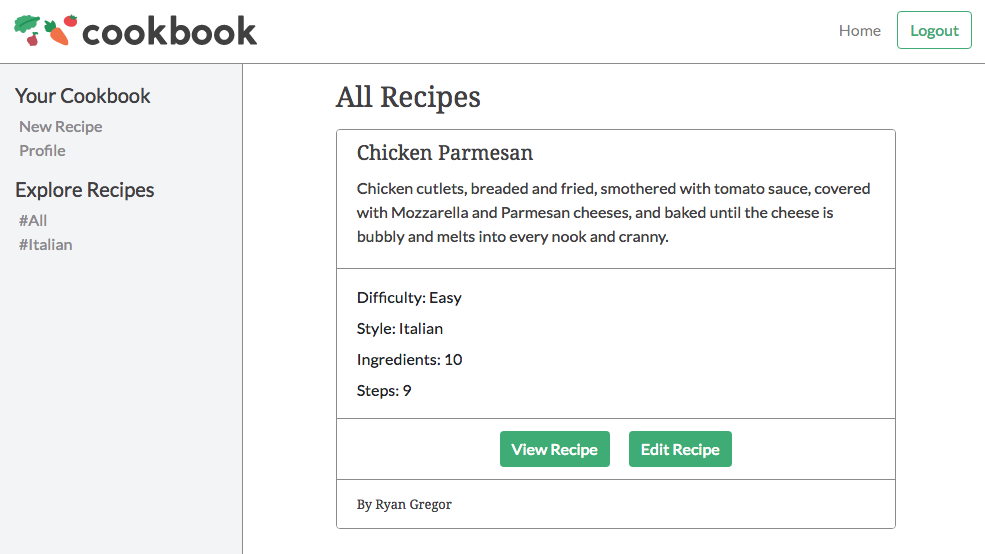 cookbook
Home
Logout
Your Cookbook
New Recipe
Profile
Explore Recipes
#All
#Italian
All Recipes
Chicken Parmesan
Chicken cutlets, breaded and fried, smothered with tomato sauce, covered
with Mozzarella and Parmesan cheeses, and baked until the cheese is
bubbly and melts into every nook and cranny.
Difficulty: Easy
Style: Italian
Ingredients: 10
Steps: 9
View Recipe
Edit Recipe
By Ryan Gregor